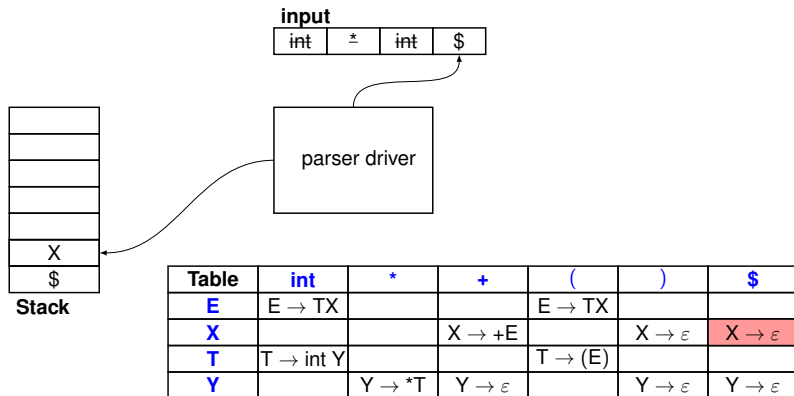 input
int * int $
parser driver
X
$
Stack
Table int * + ( ) $
E E → TX E → TX
X X → +E X → ε X → ε
T T → int Y T → (E)
Y Y → *T Y → ε Y → ε Y → ε